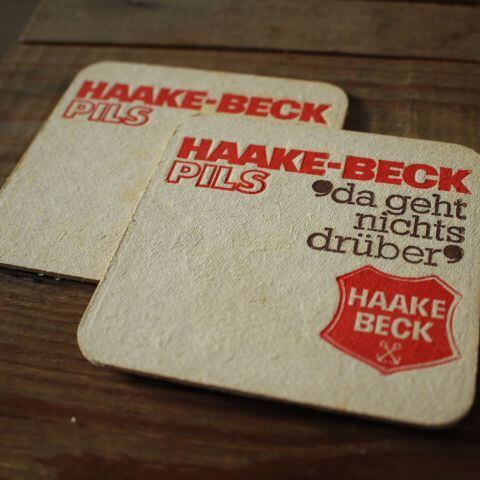 HAAKE-BECK
PILS
HAAKE-BECK
PILS
❜da geht
nichts
drüber❜
HAAKE
BECK